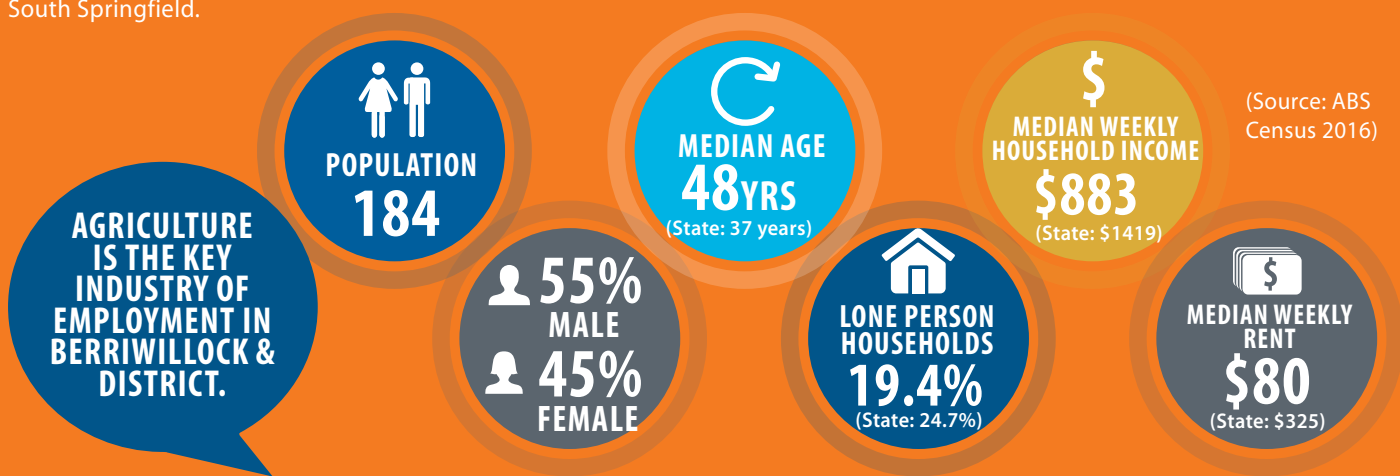 South Springfield.
POPULATION
184
MEDIAN AGE
48YRS
(State: 37 years)
$
MEDIAN WEEKLY
HOUSEHOLD INCOME
$883
(State: $1419)
(Source: ABS
Census 2016)
AGRICULTURE
IS THE KEY
INDUSTRY OF
EMPLOYMENT IN
BERRIWILLOCK &
DISTRICT.
55%
MALE
45%
FEMALE
LONE PERSON
HOUSEHOLDS
19.4%
(State: 24.7%)
$
MEDIAN WEEKLY
RENT
$80
(State: $325)